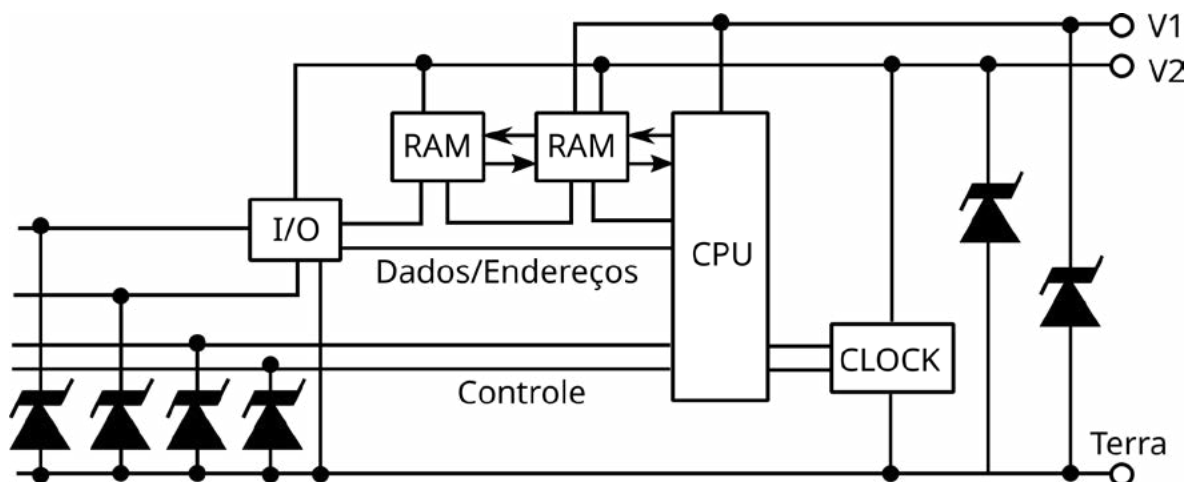 V1
V2
RAM
RAM
I/O
CPU
Dados/Endereços
CLOCK
Controle
Terra